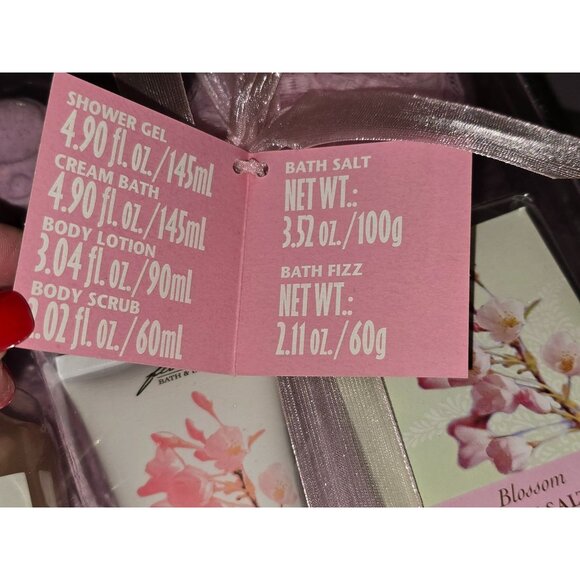 SHOWER GEL
4.90 fl. oz./145mL
CREAM BATH
4.90 fl. oz./145mL
BODY LOTION
3.04 fl. oz./90mL
BODY SCRUB
.02 fl. oz./60mL
BATH SALT
NET WT.:
3.52 oz./100g
BATH FIZZ
NET WT.:
2.11 oz./60g
BATH &
Blossom